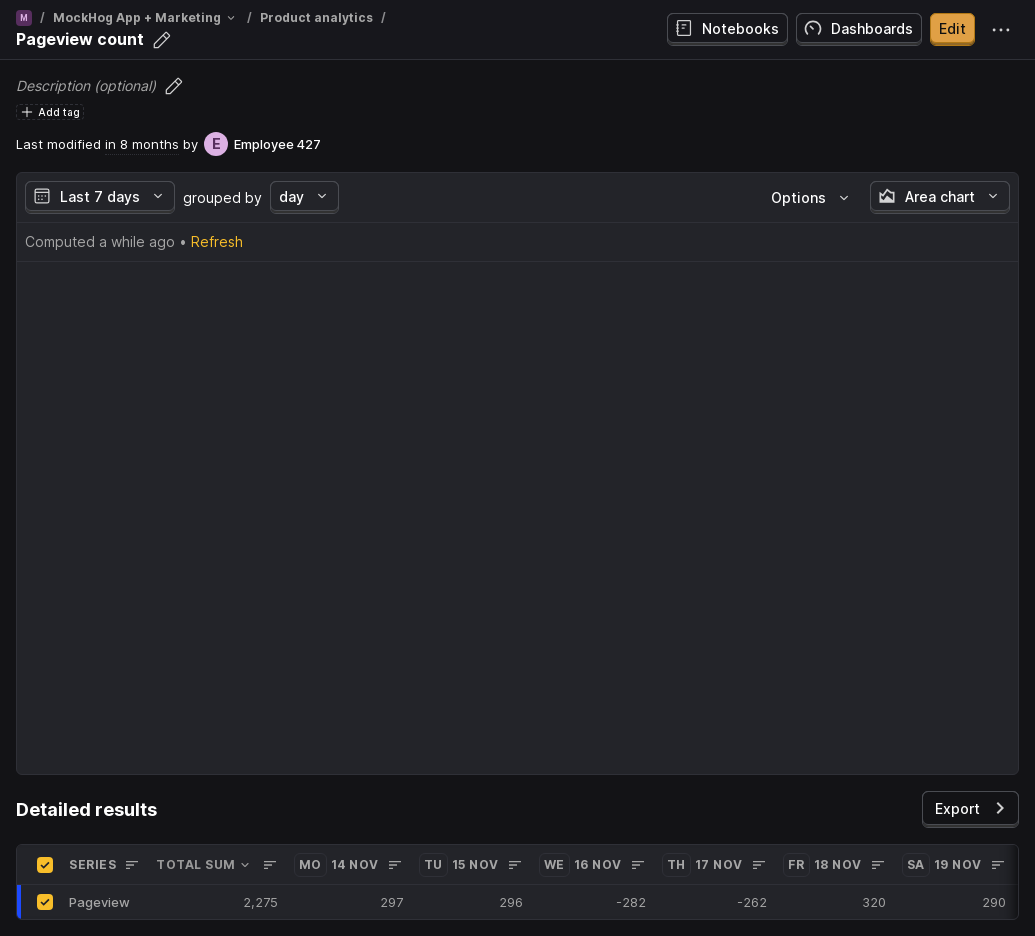 M / MockHog App + Marketing / Product analytics /
Pageview count
Notebooks Dashboards Edit
Description (optional)
Add tag
Last modified in 8 months by E Employee 427
Last 7 days grouped by day Options Area chart
Computed a while ago • Refresh
Detailed results
Export
SERIES TOTAL SUM MO 14 NOV TU 15 NOV WE 16 NOV TH 17 NOV FR 18 NOV SA 19 NOV
Pageview 2,275 297 296 -282 -262 320 290